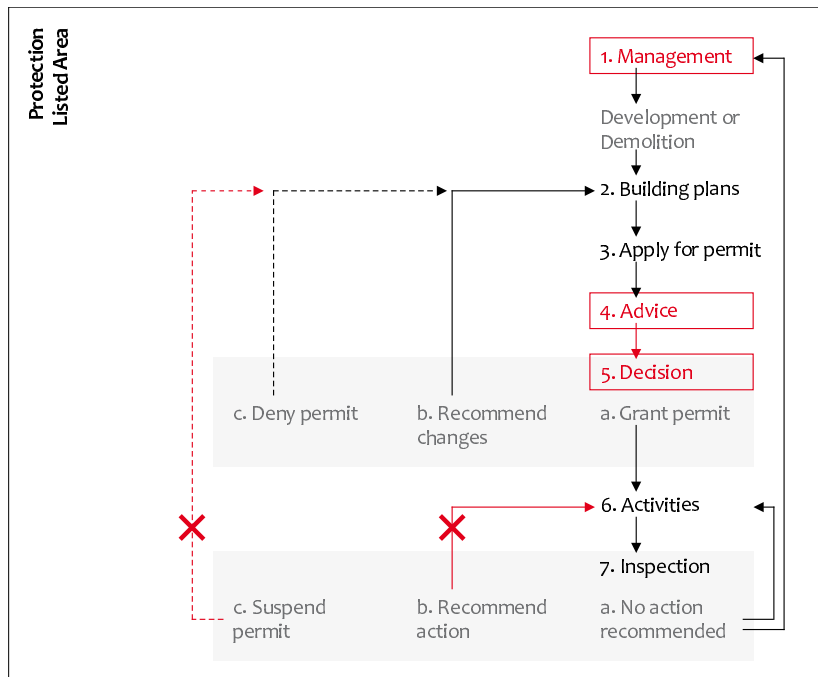 Protection
Listed Area
1. Management
Development or
Demolition
2. Building plans
3. Apply for permit
4. Advice
5. Decision
c. Deny permit
b. Recommend
changes
a. Grant permit
6. Activities
7. Inspection
c. Suspend
permit
b. Recommend
action
a. No action
recommended